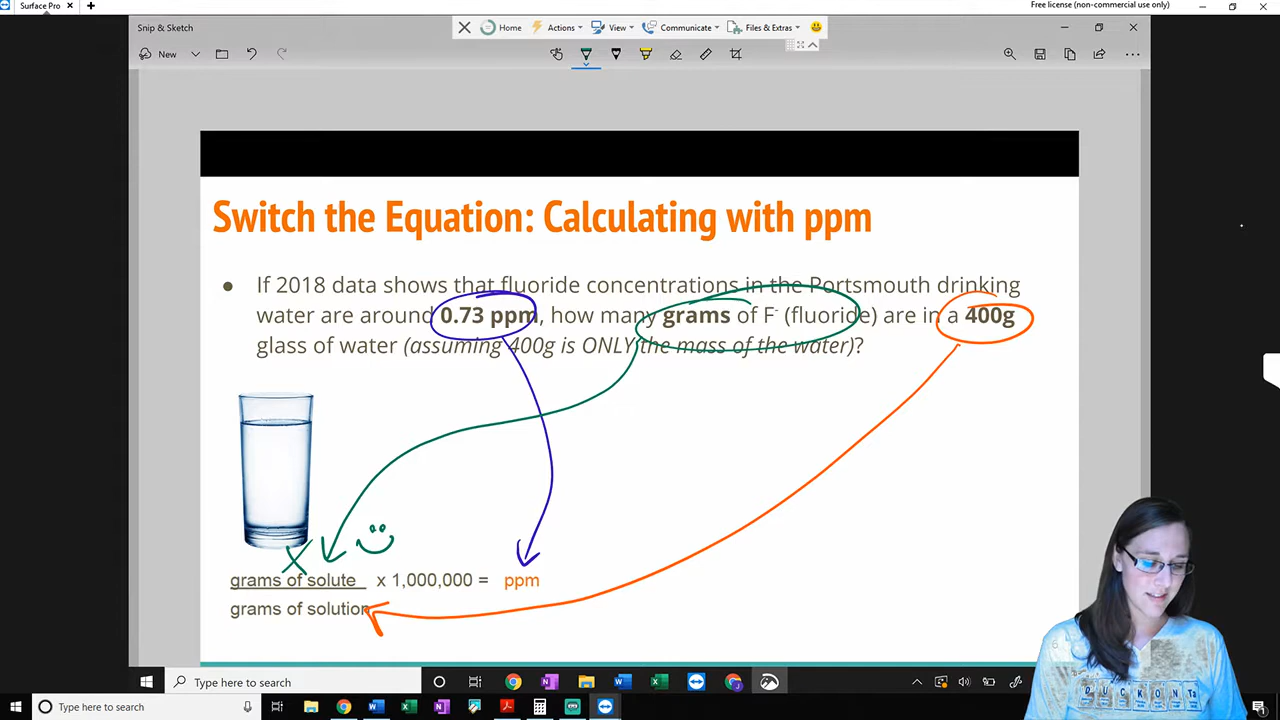 Surface Pro
Free license (non-commercial use only)
Snip & Sketch
Home
Actions
View
Communicate
Files & Extras
New
Switch the Equation: Calculating with ppm
If 2018 data shows that fluoride concentrations in the Portsmouth drinking
water are around 0.73 ppm, how many grams of F- (fluoride) are in a 400g
glass of water (assuming 400g is ONLY the mass of the water)?
X
grams of solute x 1,000,000 = ppm
grams of solution
Type here to search
Type here to search